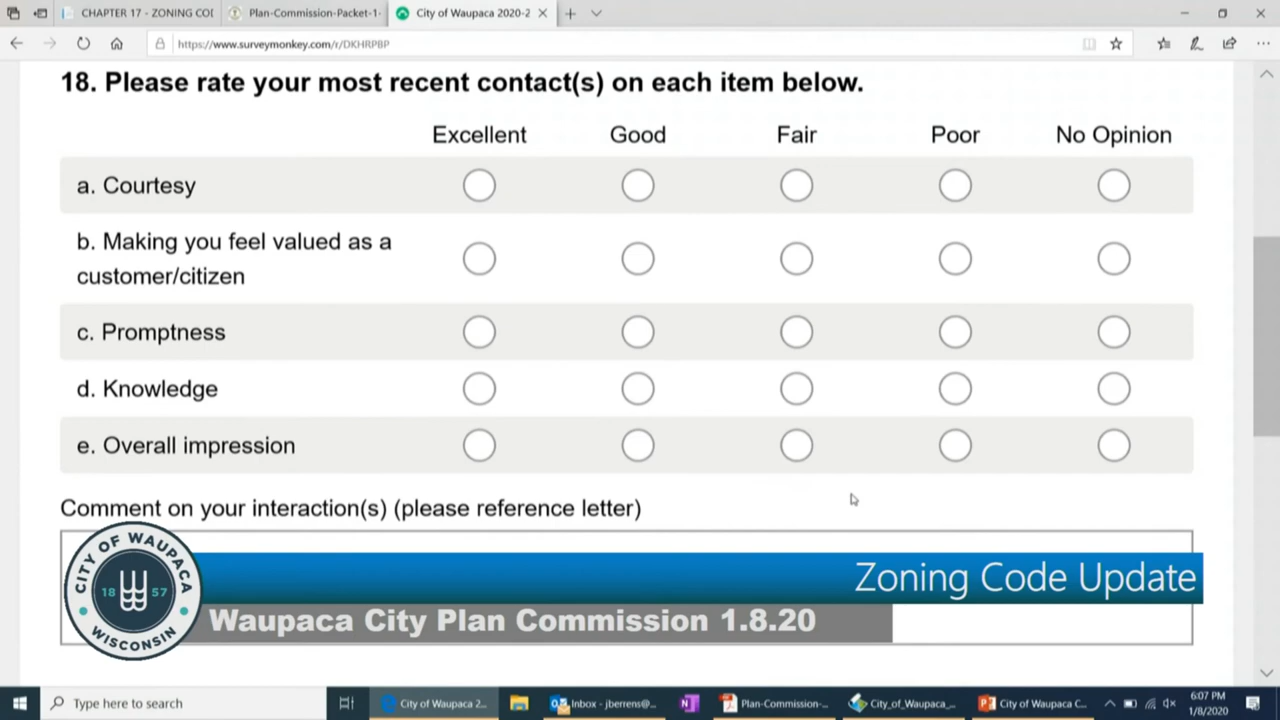 CHAPTER 17 - ZONING COD
Plan-Commission-Packet-1-
City of Waupaca 2020-2
https://www.surveymonkey.com/r/DKHRPBP
18. Please rate your most recent contact(s) on each item below.
Excellent Good Fair Poor No Opinion
a. Courtesy
b. Making you feel valued as a
customer/citizen
c. Promptness
d. Knowledge
e. Overall impression
Comment on your interaction(s) (please reference letter)
CITY OF WAUPACA
18 57
WISCONSIN
Zoning Code Update
Waupaca City Plan Commission 1.8.20
Type here to search
City of Waupaca 2...
Inbox - jberrens@...
Plan-Commission-...
City_of_Waupaca_...
City of Waupaca C...
6:07 PM
1/8/2020